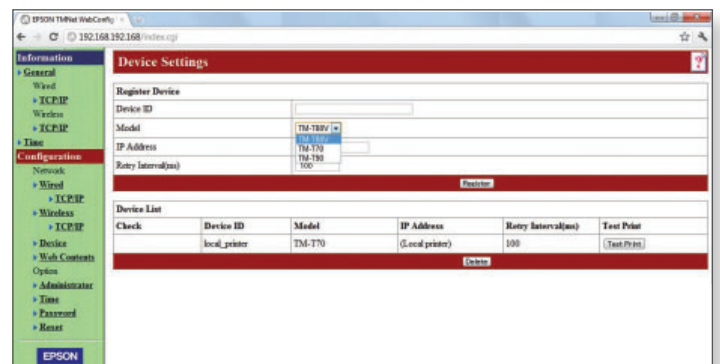 EPSON TMNet WebConfig
192.168.192.168/index.cgi
Information
General
Wired
TCP/IP
Wireless
TCP/IP
Time
Configuration
Network
Wired
TCP/IP
Wireless
TCP/IP
Device
Web Contents
Option
Administrator
Time
Password
Reset
EPSON
Device Settings
?
Register Device
Device ID
Model TM-T88V
TM-T88V
TM-T70
TM-T90
IP Address
Retry Interval(ms) 100
Register
Device List
Check Device ID Model IP Address Retry Interval(ms) Test Print
local_printer TM-T70 (Local printer) 100 Test Print
Delete